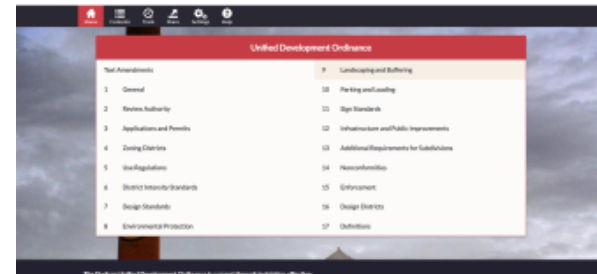 Home Contents Track Share Settings Help
Unified Development Ordinance
Text Amendments
1 General
2 Review Authority
3 Applications and Permits
4 Zoning Districts
5 Use Regulations
6 District Intensity Standards
7 Design Standards
8 Environmental Protection
9 Landscaping and Buffering
10 Parking and Loading
11 Sign Standards
12 Infrastructure and Public Improvements
13 Additional Requirements for Subdivisions
14 Nonconformities
15 Enforcement
16 Design Districts
17 Definitions